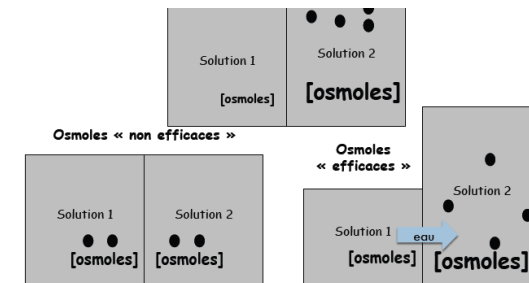 Solution 1
Solution 2
[osmoles]
[osmoles]
Osmoles « non efficaces »
Osmoles
« efficaces »
Solution 1
Solution 2
[osmoles]
[osmoles]
Solution 2
Solution 1
eau
[osmoles]
[osmoles]